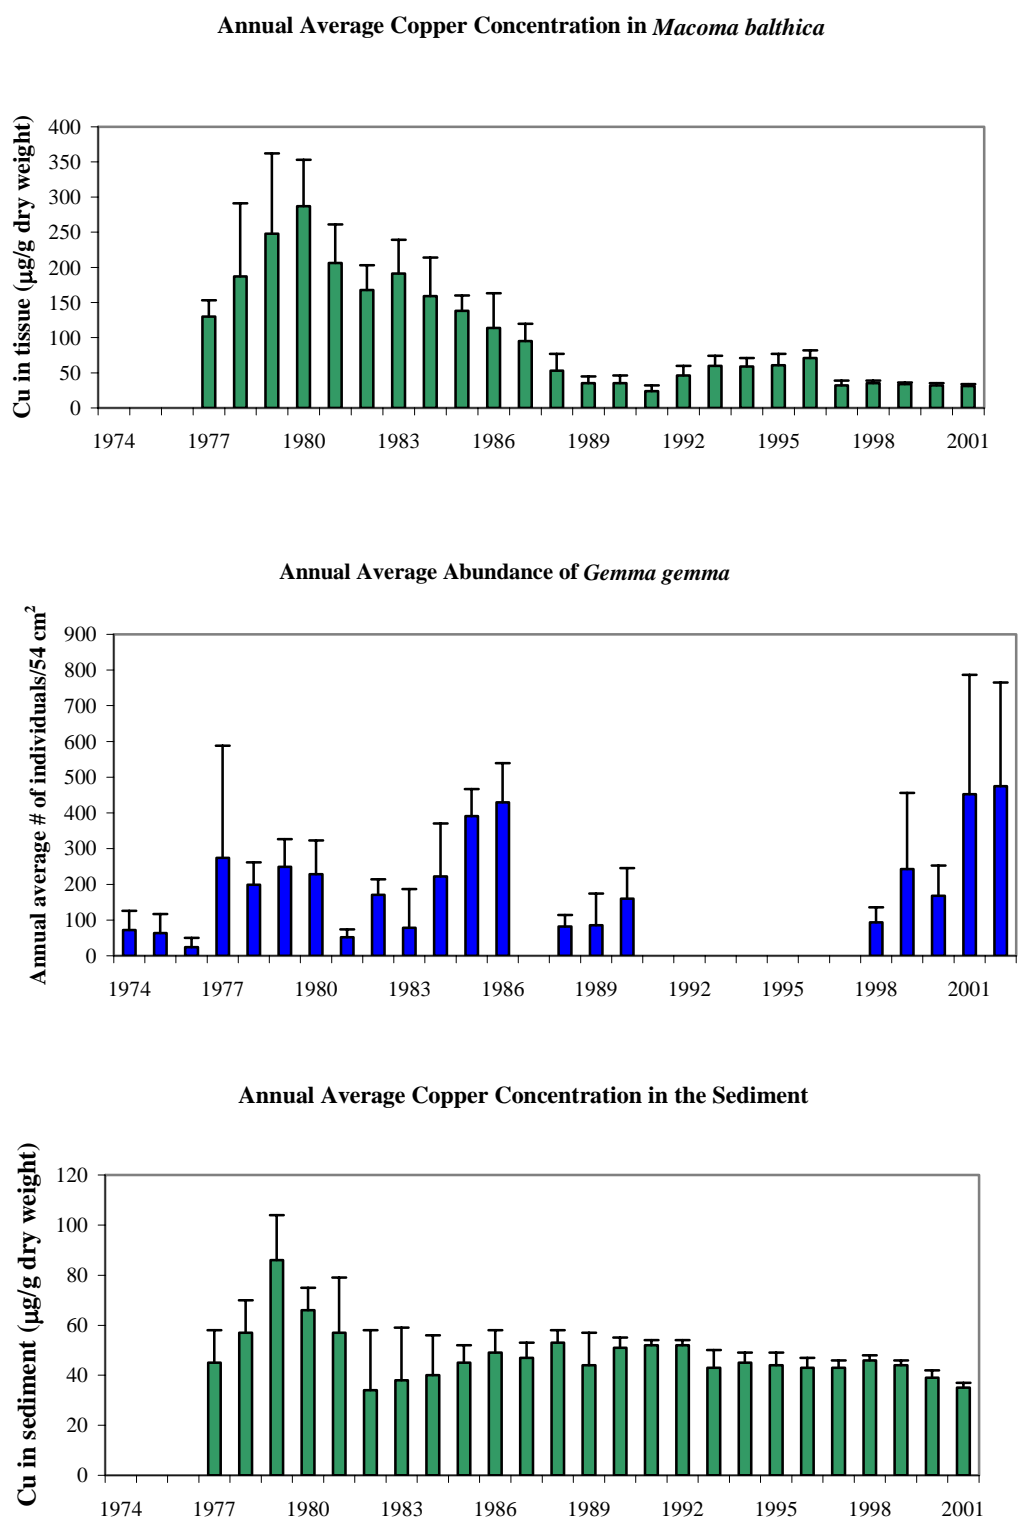 Annual Average Copper Concentration in Macoma balthica
Cu in tissue (µg/g dry weight)
400
350
300
250
200
150
100
50
0
1974 1977 1980 1983 1986 1989 1992 1995 1998 2001
Annual Average Abundance of Gemma gemma
Annual average # of individuals/54 cm²
900
800
700
600
500
400
300
200
100
0
1974 1977 1980 1983 1986 1989 1992 1995 1998 2001
Annual Average Copper Concentration in the Sediment
Cu in sediment (µg/g dry weight)
120
100
80
60
40
20
0
1974 1977 1980 1983 1986 1989 1992 1995 1998 2001